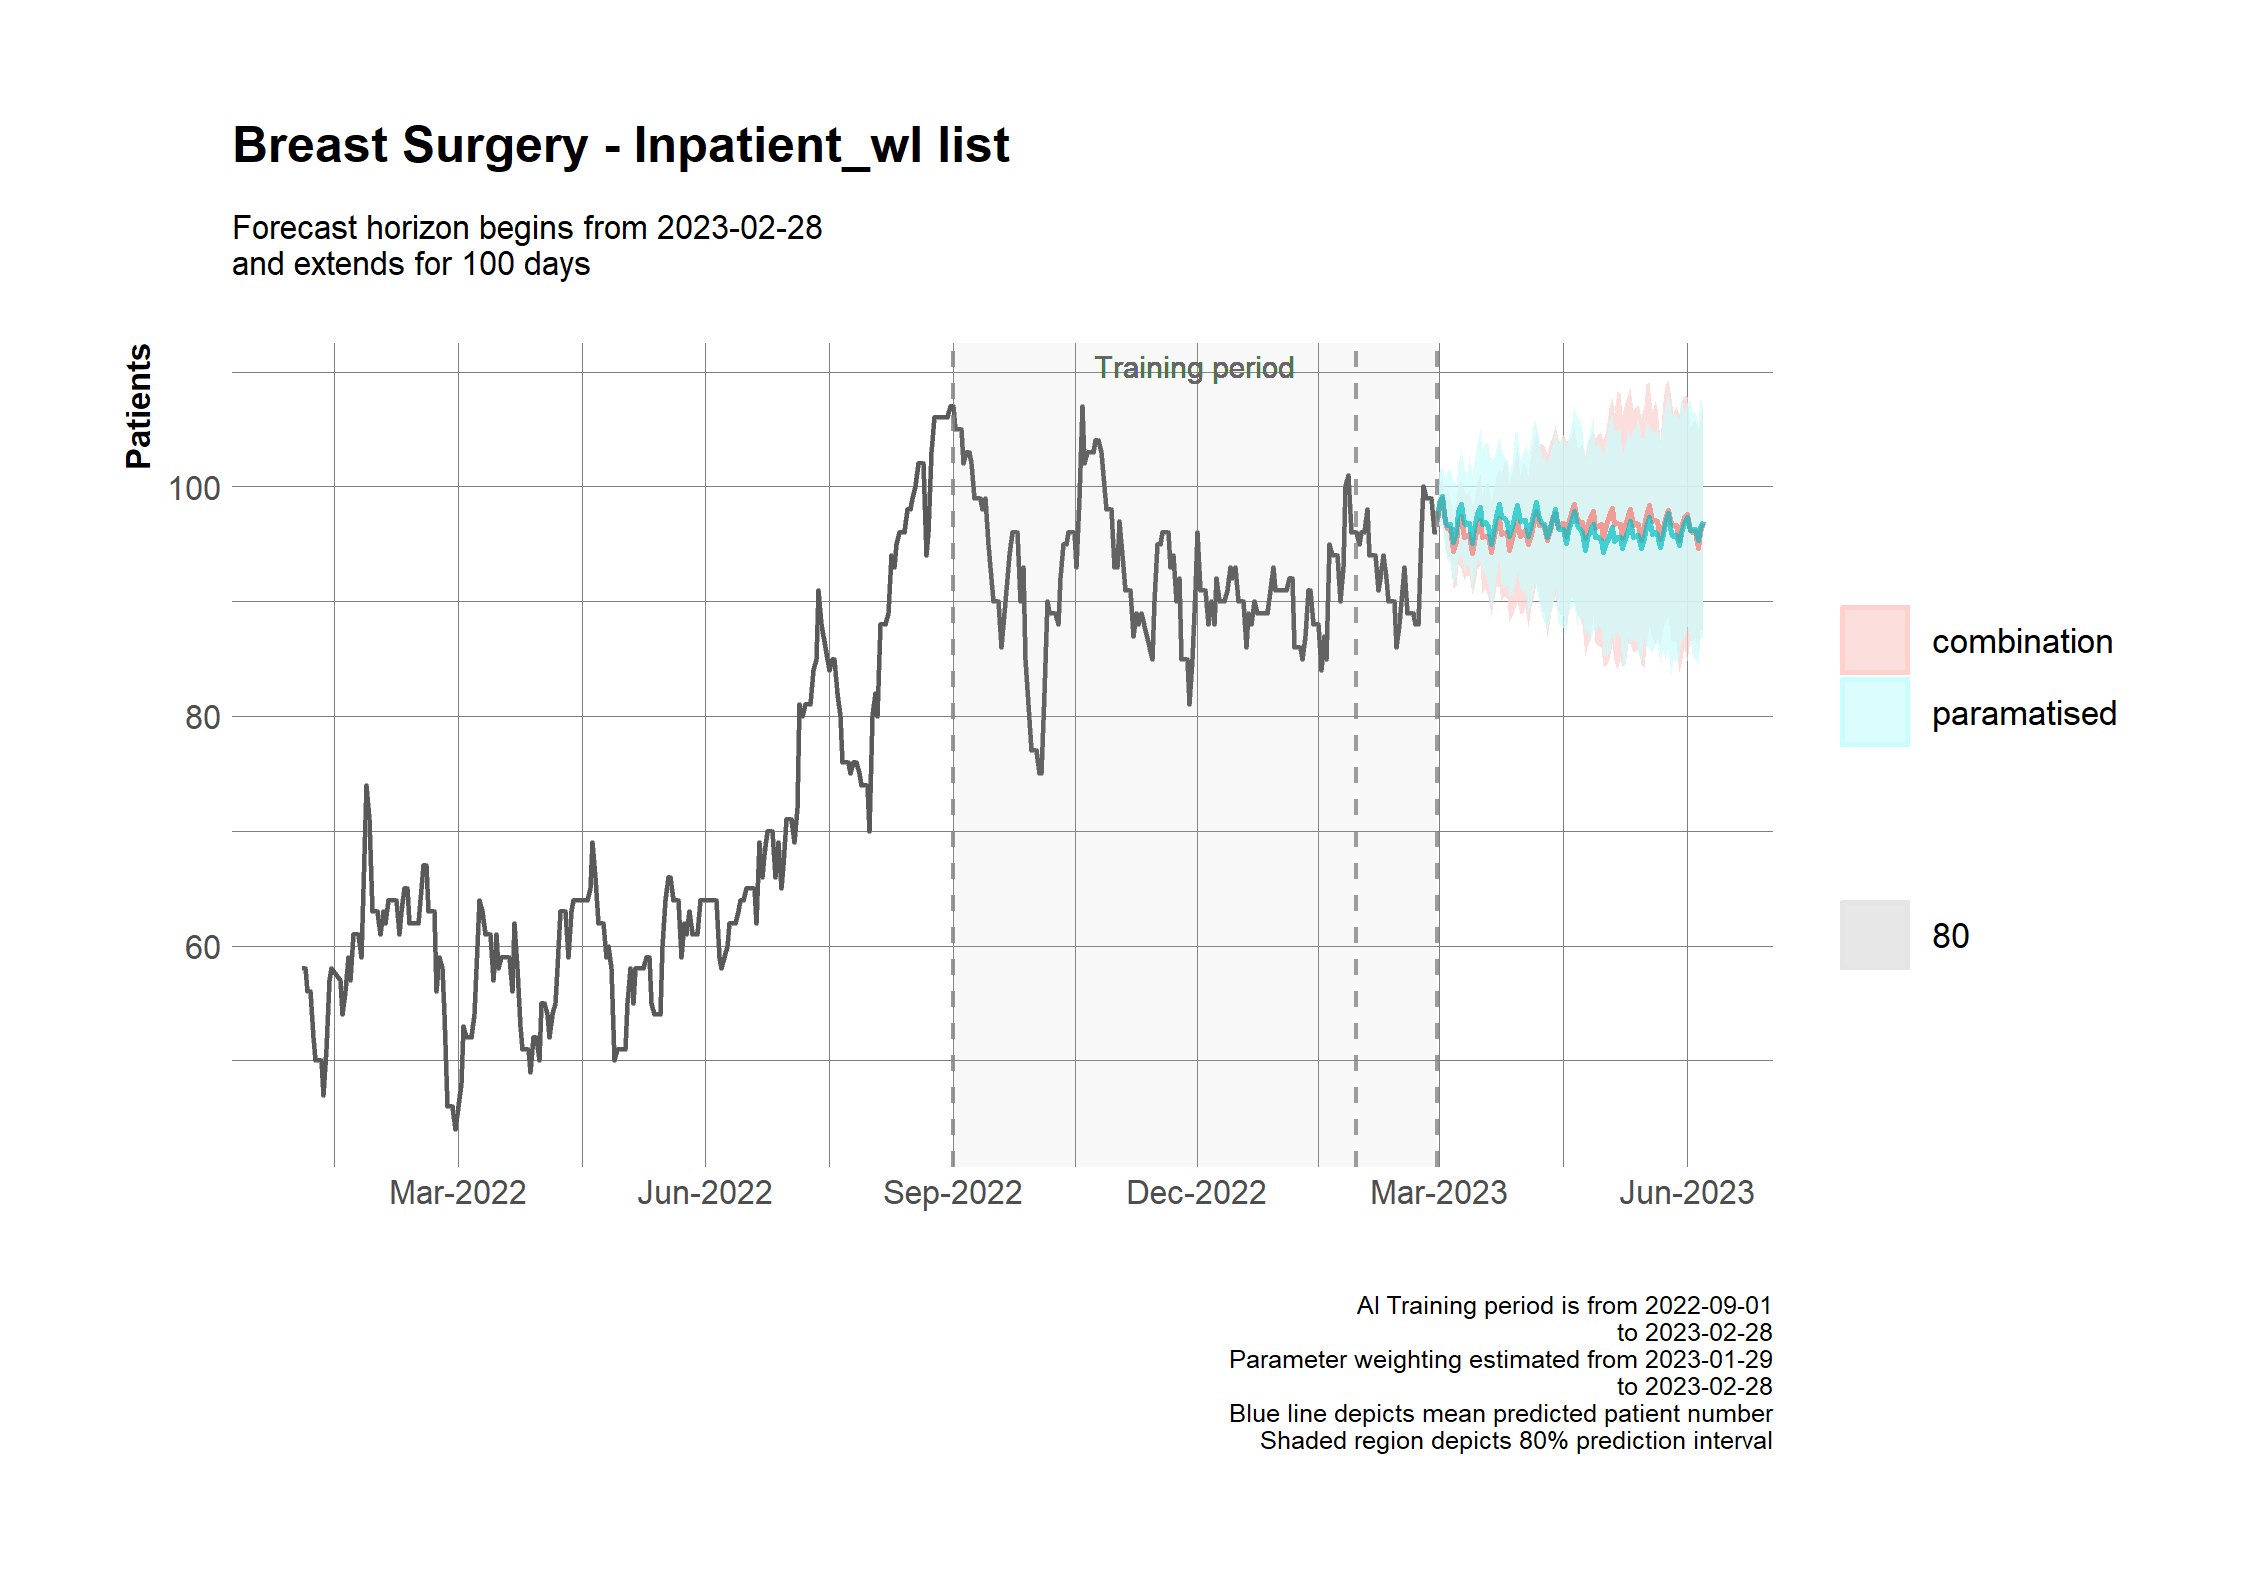 Breast Surgery - Inpatient_wl list
Forecast horizon begins from 2023-02-28
and extends for 100 days
Patients
Training period
100
80
60
Mar-2022
Jun-2022
Sep-2022
Dec-2022
Mar-2023
Jun-2023
combination
paramatised
80
AI Training period is from 2022-09-01
to 2023-02-28
Parameter weighting estimated from 2023-01-29
to 2023-02-28
Blue line depicts mean predicted patient number
Shaded region depicts 80% prediction interval